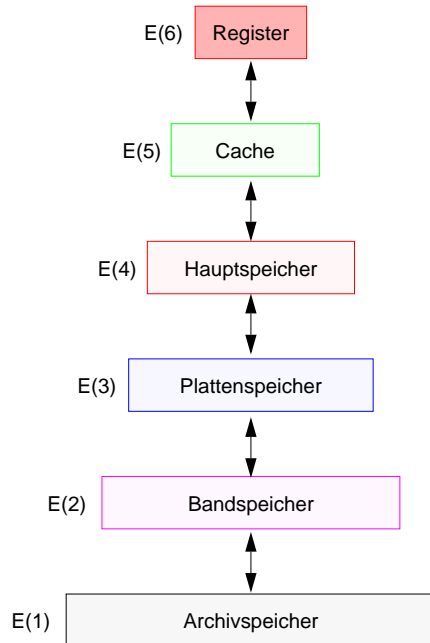 E(6) Register
E(5) Cache
E(4) Hauptspeicher
E(3) Plattenspeicher
E(2) Bandspeicher
E(1) Archivspeicher